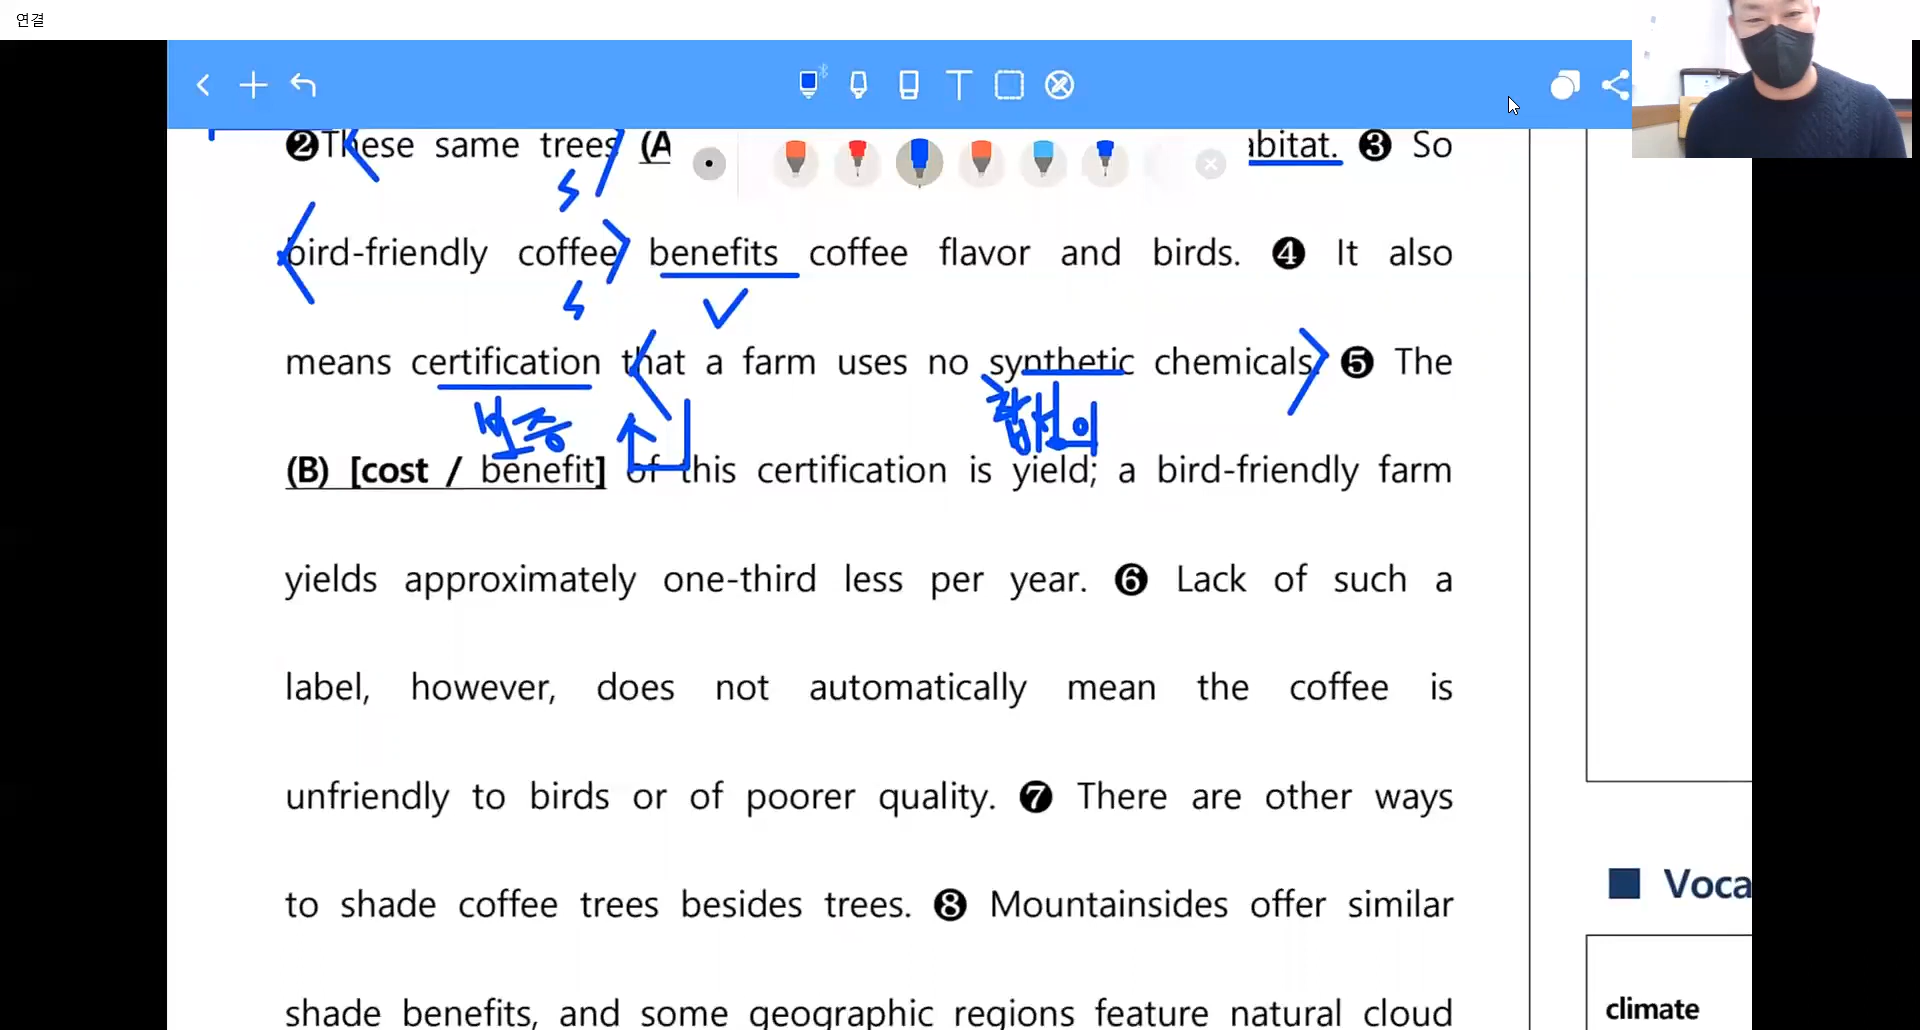 연결
❷These same trees (A
abitat. ❸ So
bird-friendly coffee benefits coffee flavor and birds. ❹ It also
S
S V
means certification that a farm uses no synthetic chemicals. ❺ The
보증 합성의
(B) [cost / benefit] of this certification is yield; a bird-friendly farm
yields approximately one-third less per year. ❻ Lack of such a
label, however, does not automatically mean the coffee is
unfriendly to birds or of poorer quality. ❼ There are other ways
to shade coffee trees besides trees. ❽ Mountainsides offer similar
shade benefits, and some geographic regions feature natural cloud
■ Voca
climate